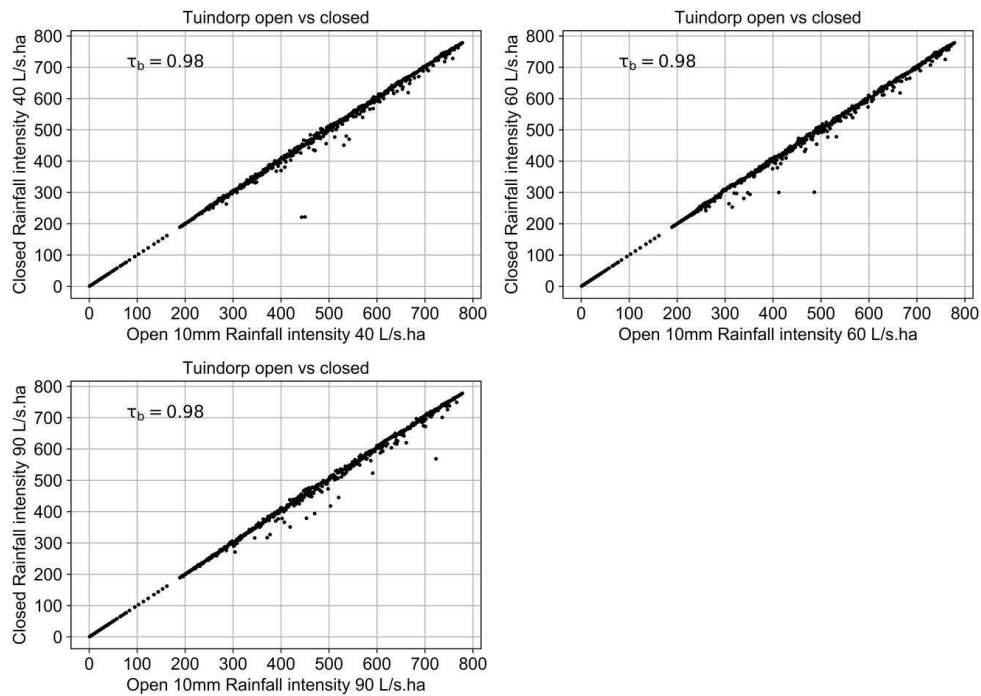 Tuindorp open vs closed
τb = 0.98
Closed Rainfall intensity 40 L/s.ha
800
700
600
500
400
300
200
100
0
0 100 200 300 400 500 600 700 800
Open 10mm Rainfall intensity 40 L/s.ha
Tuindorp open vs closed
τb = 0.98
Closed Rainfall intensity 60 L/s.ha
800
700
600
500
400
300
200
100
0
0 100 200 300 400 500 600 700 800
Open 10mm Rainfall intensity 60 L/s.ha
Tuindorp open vs closed
τb = 0.98
Closed Rainfall intensity 90 L/s.ha
800
700
600
500
400
300
200
100
0
0 100 200 300 400 500 600 700 800
Open 10mm Rainfall intensity 90 L/s.ha